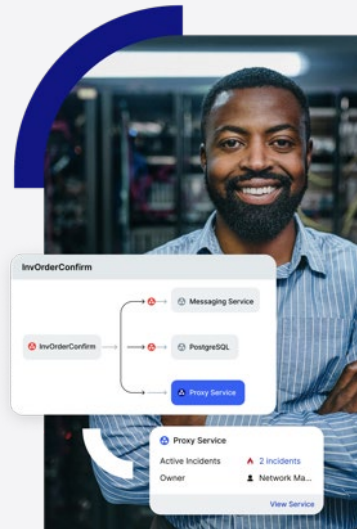 InvOrderConfirm
Messaging Service
InvOrderConfirm
PostgreSQL
Proxy Service
Proxy Service
Active Incidents 2 incidents
Owner Network Ma...
View Service